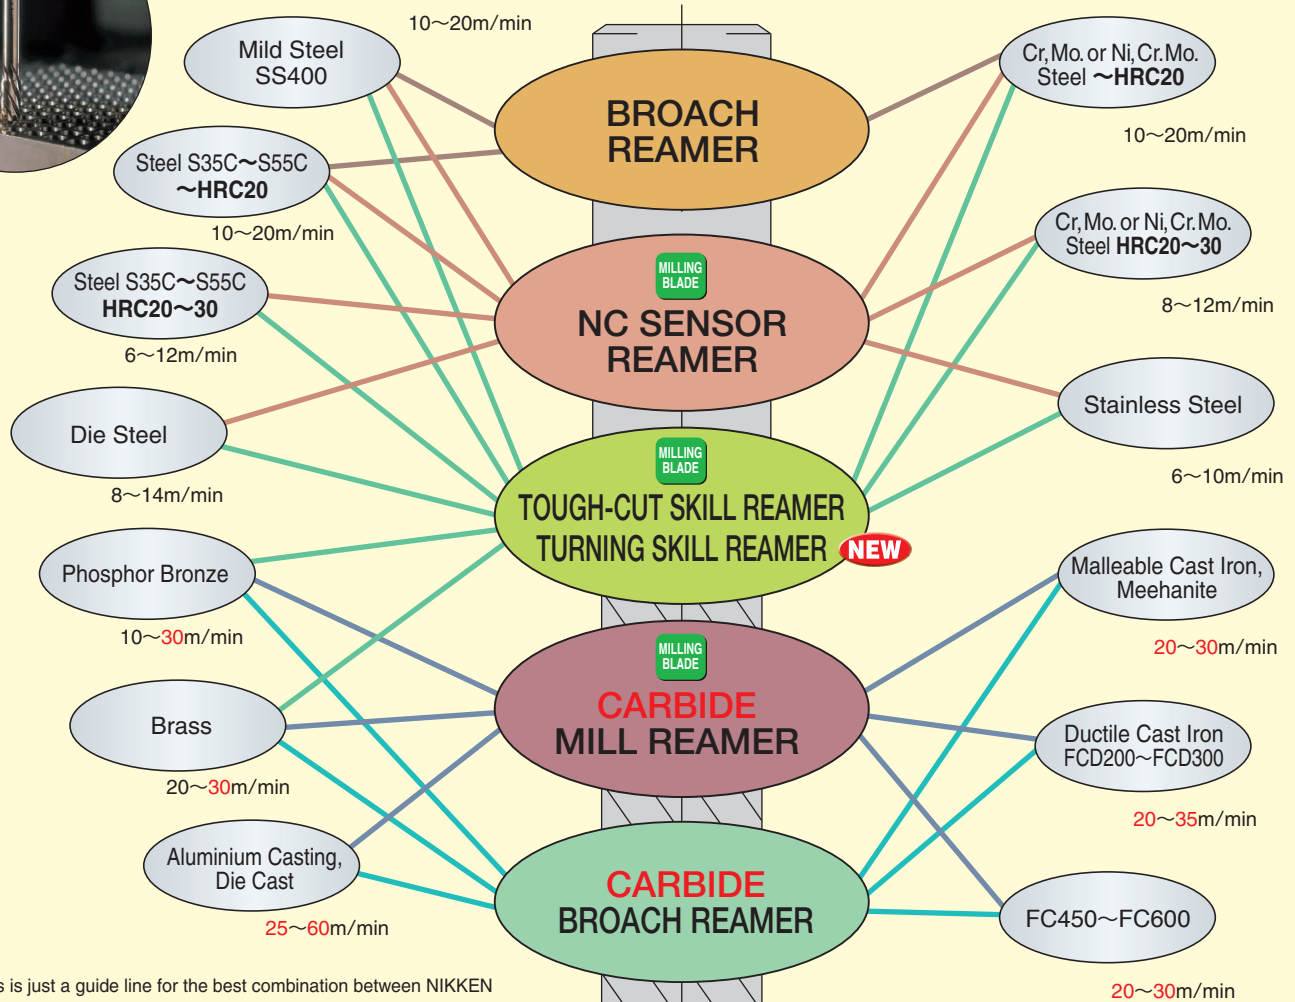 10〜20m/min
Mild Steel
SS400
Steel S35C〜S55C
〜HRC20
10〜20m/min
Steel S35C〜S55C
HRC20〜30
6〜12m/min
Die Steel
8〜14m/min
Phosphor Bronze
10〜30m/min
Brass
20〜30m/min
Aluminium Casting,
Die Cast
25〜60m/min
BROACH
REAMER
MILLING
BLADE
NC SENSOR
REAMER
MILLING
BLADE
TOUGH-CUT SKILL REAMER
TURNING SKILL REAMER
NEW
MILLING
BLADE
CARBIDE
MILL REAMER
CARBIDE
BROACH REAMER
Cr,Mo. or Ni,Cr.Mo.
Steel 〜HRC20
10〜20m/min
Cr,Mo. or Ni,Cr.Mo.
Steel HRC20〜30
8〜12m/min
Stainless Steel
6〜10m/min
Malleable Cast Iron,
Meehanite
20〜30m/min
Ductile Cast Iron
FCD200〜FCD300
20〜35m/min
FC450〜FC600
20〜30m/min
is just a guide line for the best combination between NIKKEN